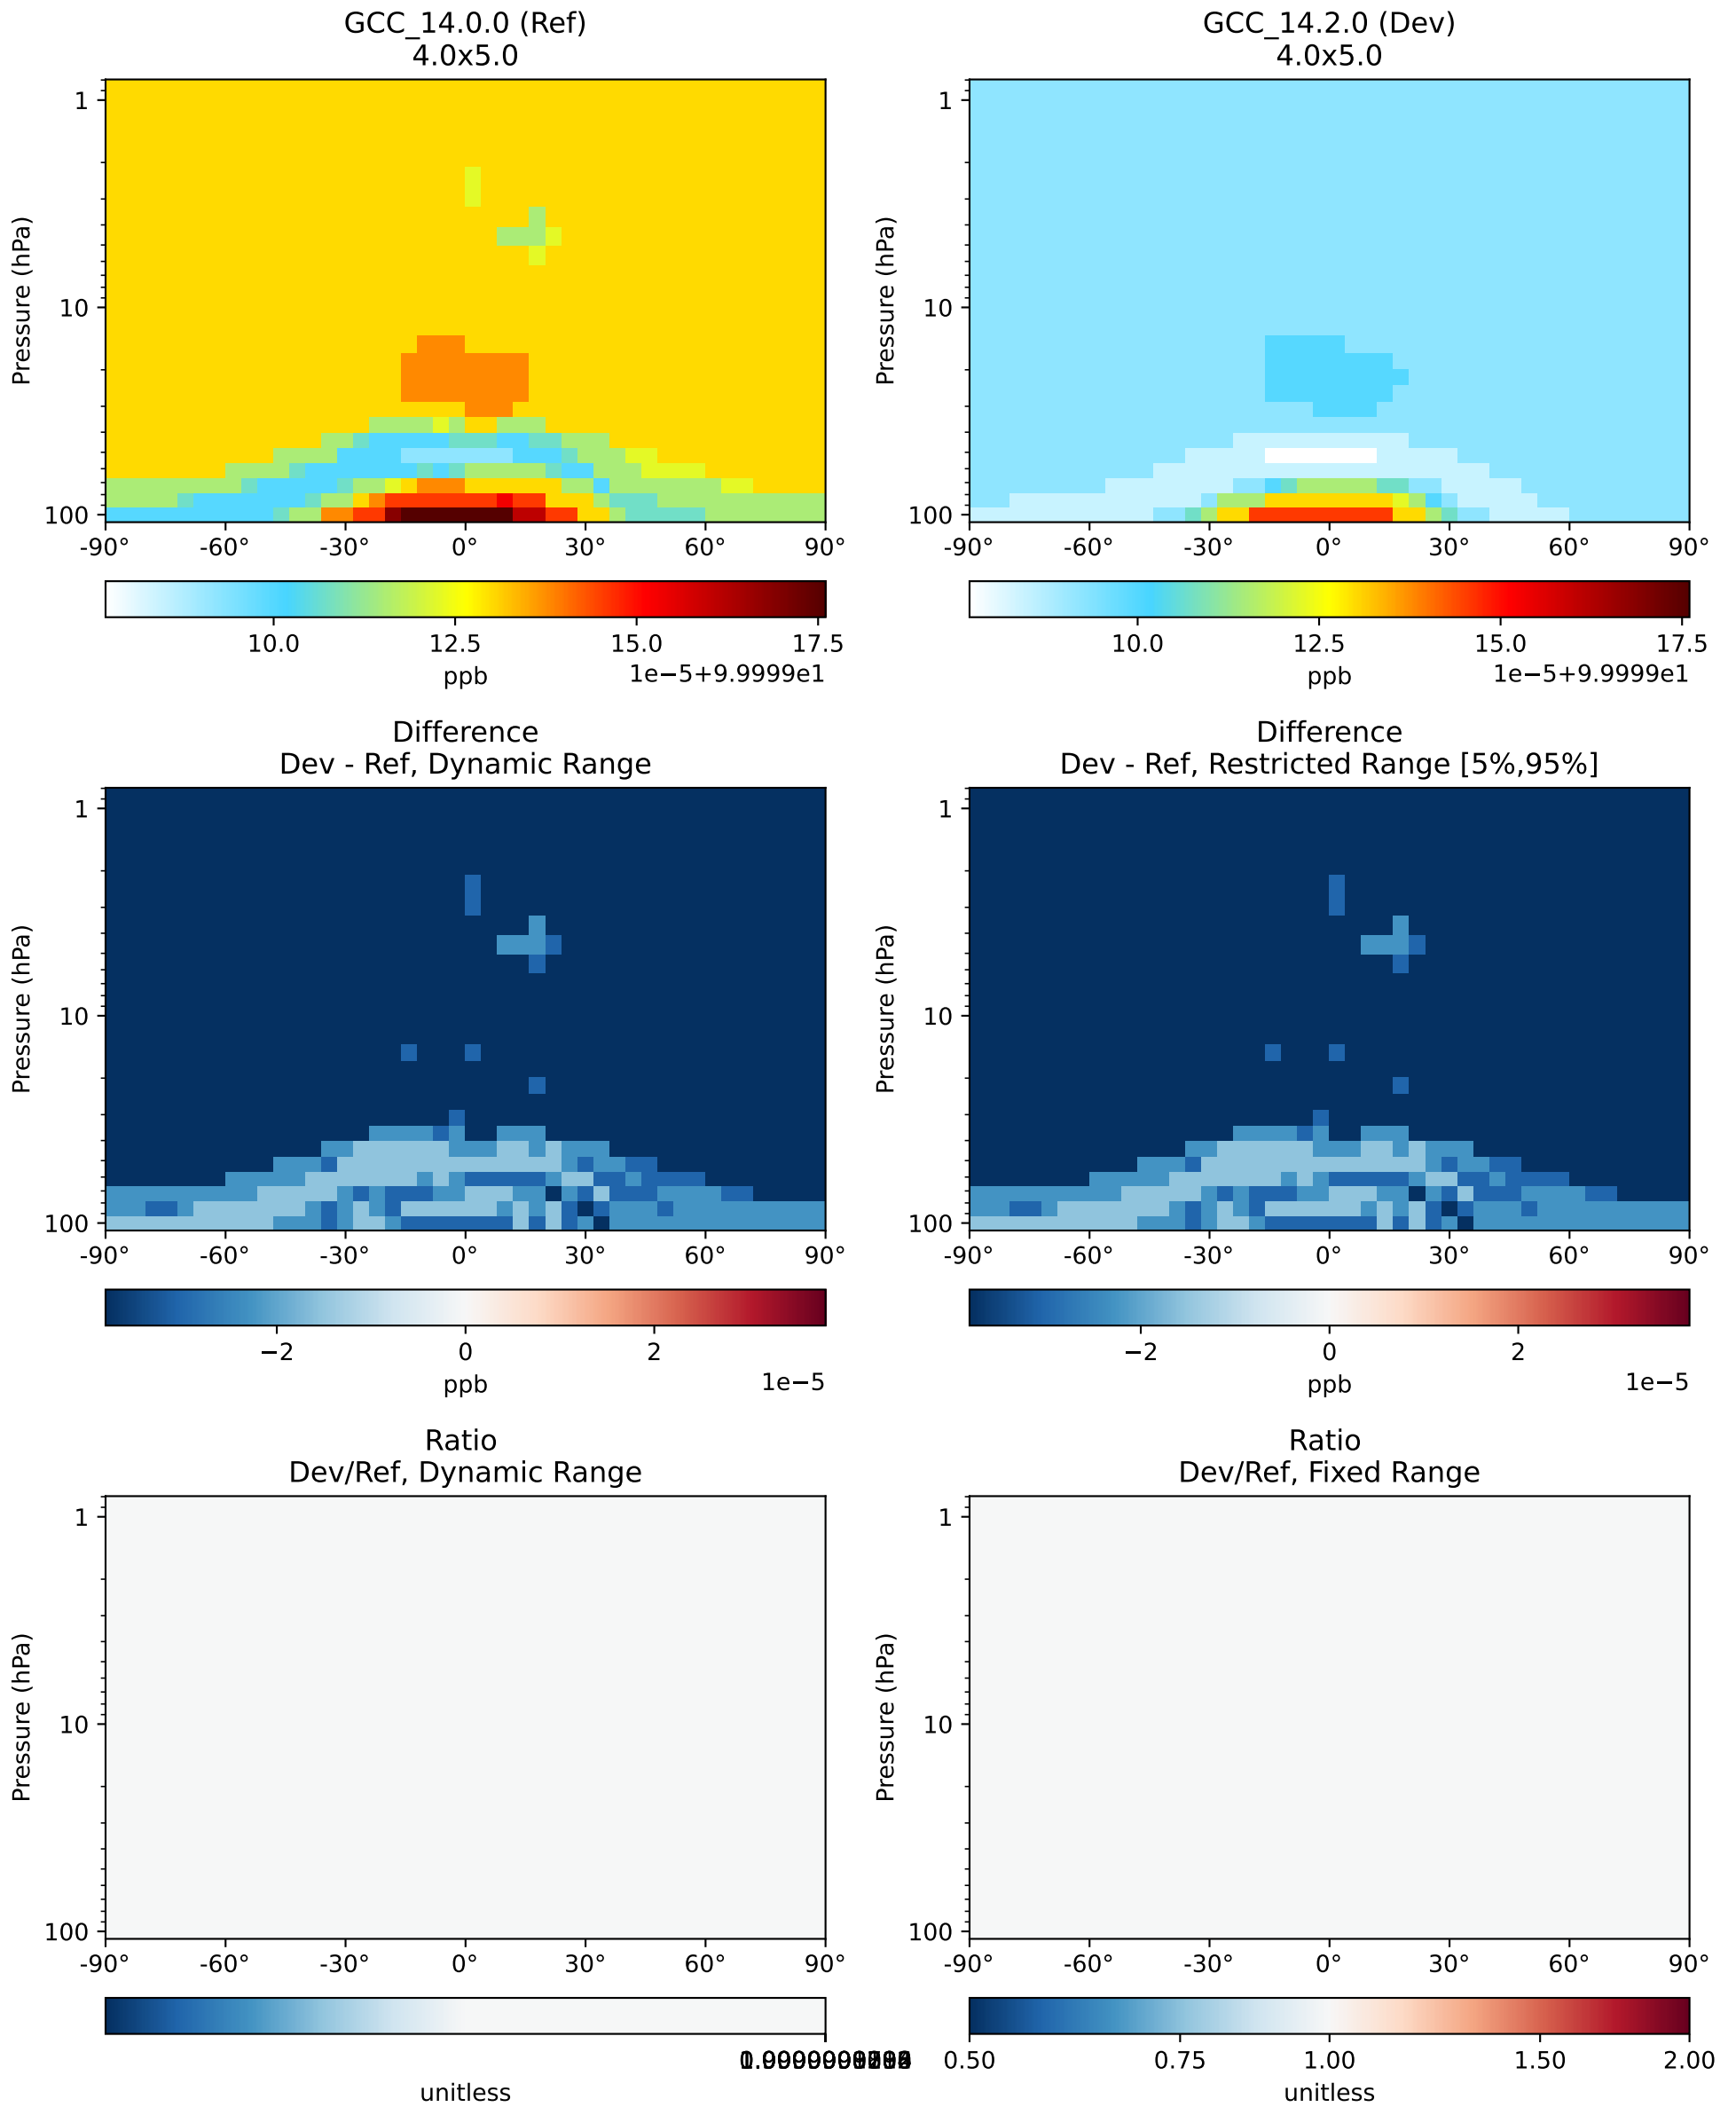 GCC_14.0.0 (Ref)
4.0x5.0
Pressure (hPa)
1
10
100
-90° -60° -30° 0° 30° 60° 90°
10.0 12.5 15.0 17.5
ppb
1e−5+9.9999e1
GCC_14.2.0 (Dev)
4.0x5.0
Pressure (hPa)
1
10
100
-90° -60° -30° 0° 30° 60° 90°
10.0 12.5 15.0 17.5
ppb
1e−5+9.9999e1
Difference
Dev - Ref, Dynamic Range
Pressure (hPa)
1
10
100
-90° -60° -30° 0° 30° 60° 90°
−2 0 2
ppb
1e−5
Difference
Dev - Ref, Restricted Range [5%,95%]
Pressure (hPa)
1
10
100
-90° -60° -30° 0° 30° 60° 90°
−2 0 2
ppb
1e−5
Ratio
Dev/Ref, Dynamic Range
Pressure (hPa)
1
10
100
-90° -60° -30° 0° 30° 60° 90°
unitless
Ratio
Dev/Ref, Fixed Range
Pressure (hPa)
1
10
100
-90° -60° -30° 0° 30° 60° 90°
0.50 0.75 1.00 1.50 2.00
unitless